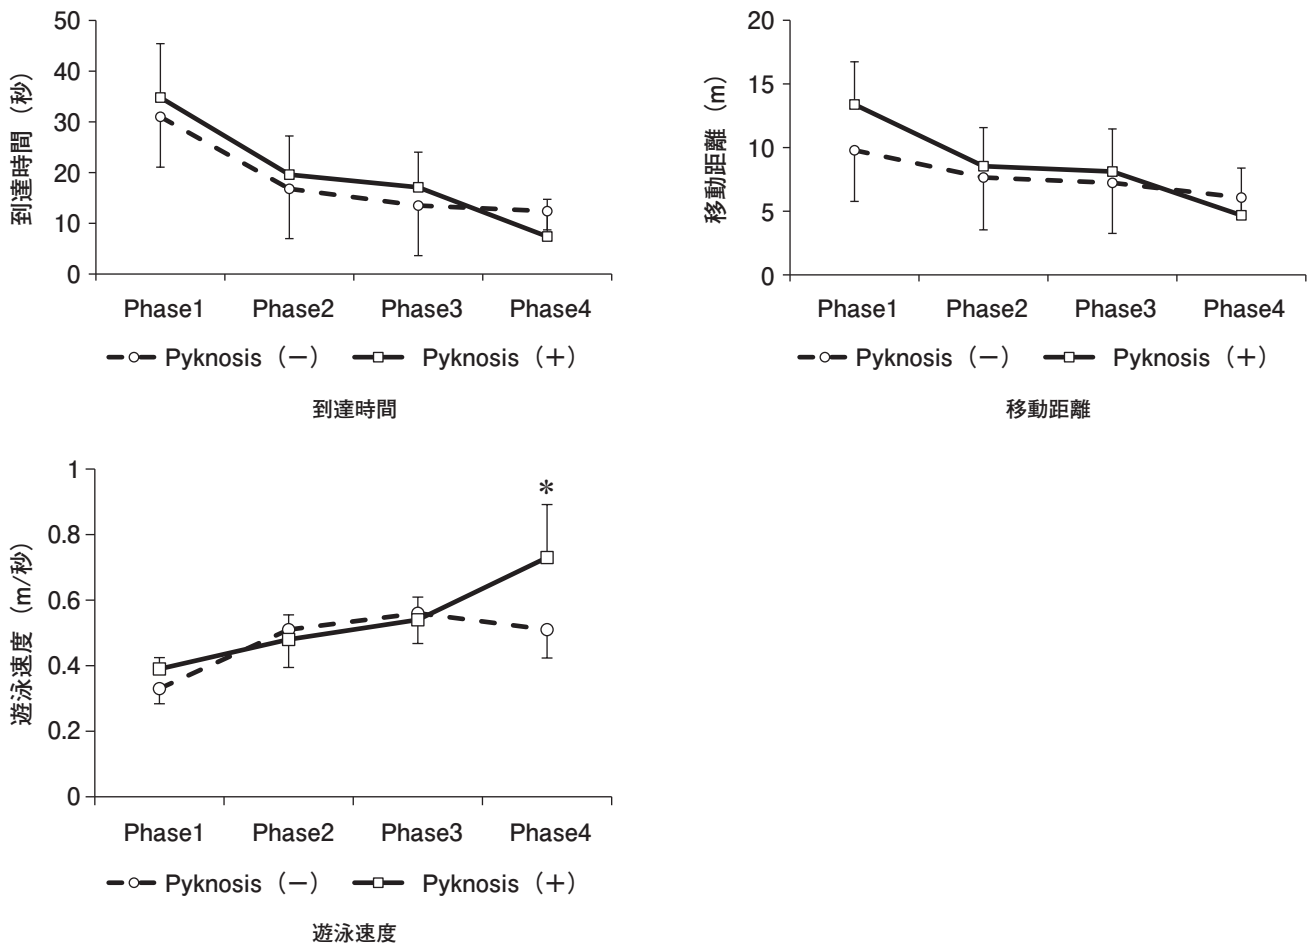 到達時間（秒）
50
40
30
20
10
0
Phase1 Phase2 Phase3 Phase4
Pyknosis（－） Pyknosis（＋）
到達時間
移動距離（m）
20
15
10
5
0
Phase1 Phase2 Phase3 Phase4
Pyknosis（－） Pyknosis（＋）
移動距離
遊泳速度（m/秒）
1
0.8
0.6
0.4
0.2
0
*
Phase1 Phase2 Phase3 Phase4
Pyknosis（－） Pyknosis（＋）
遊泳速度